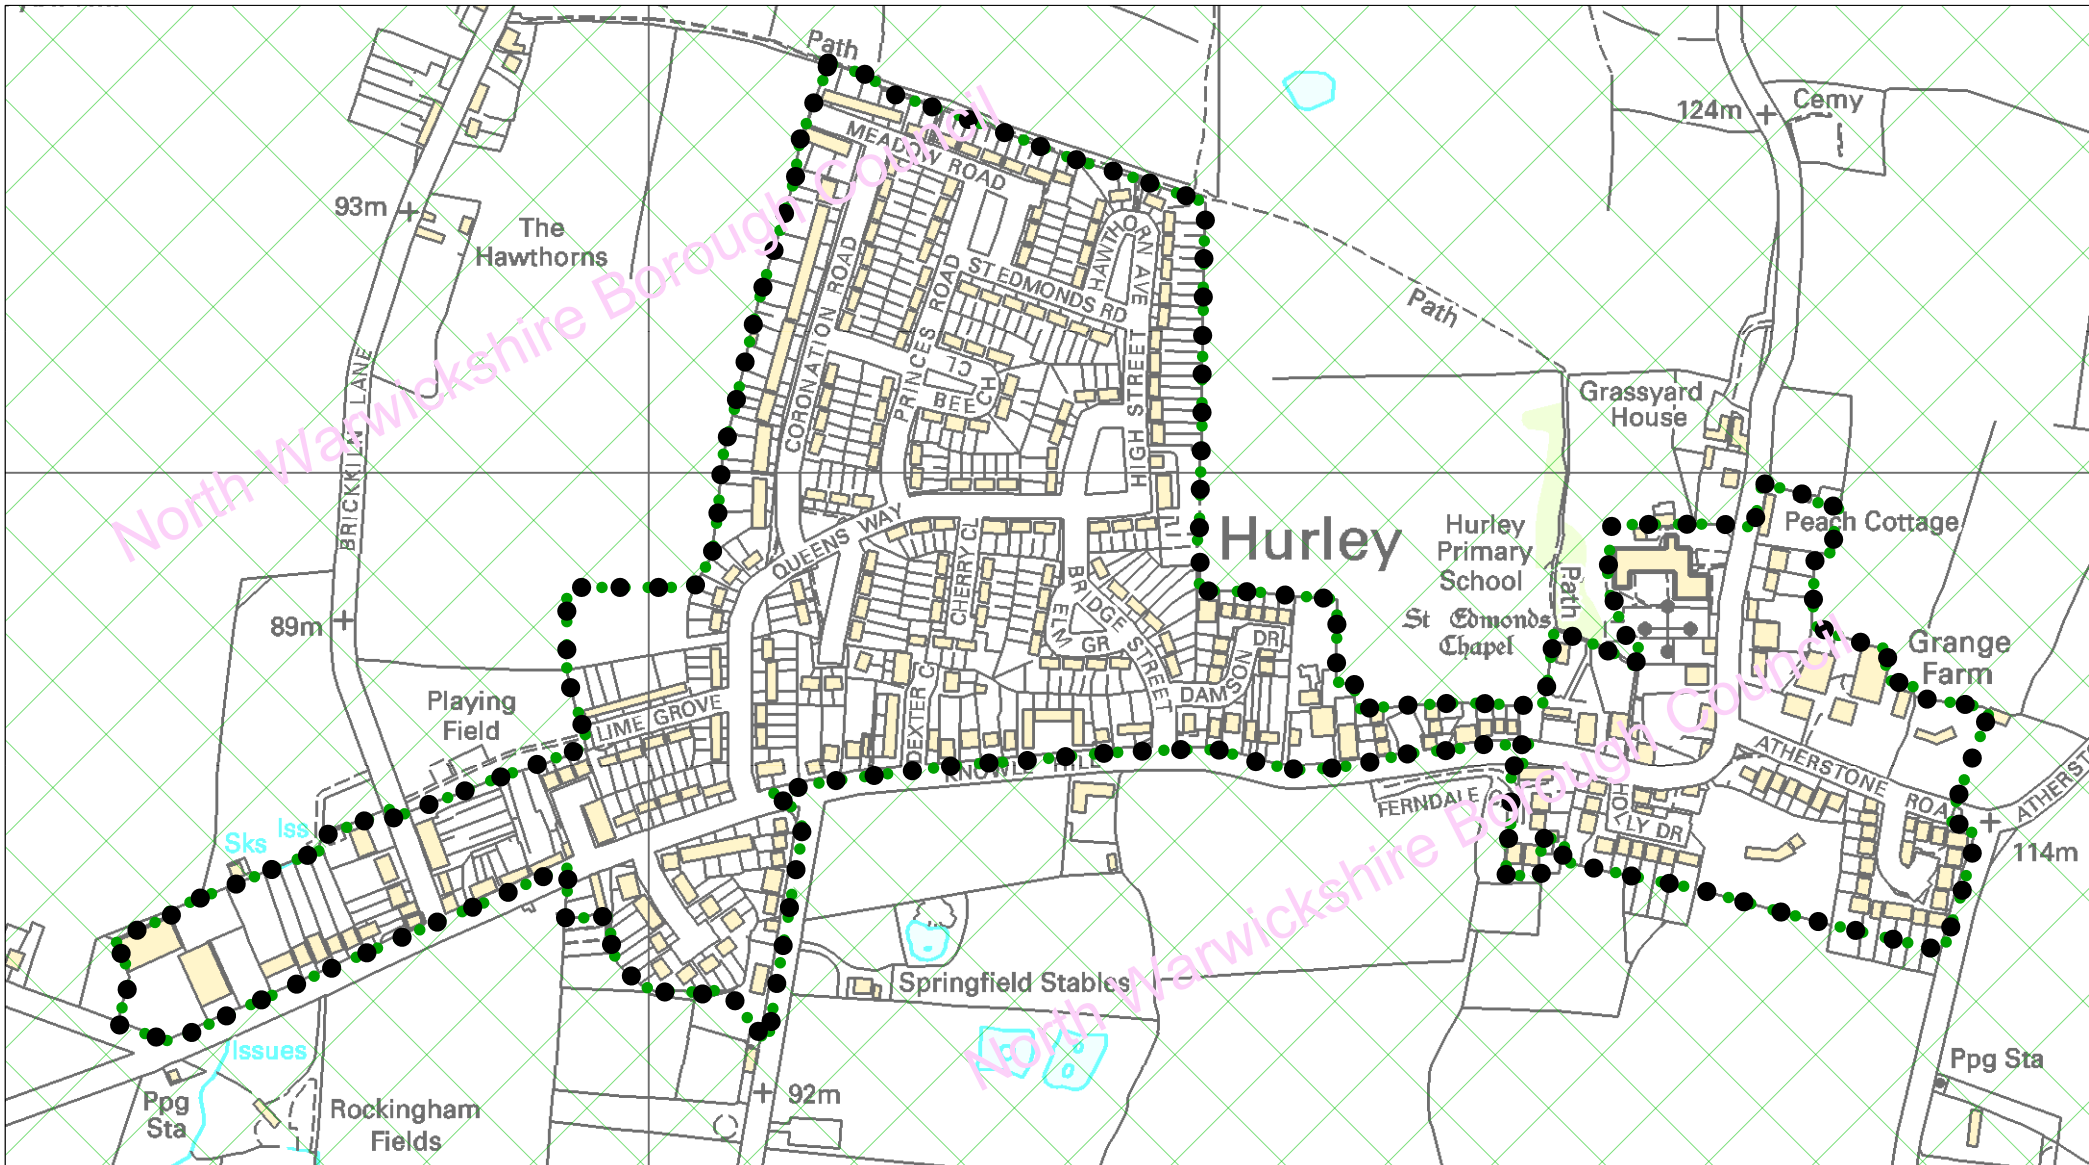 Path
Cemy
124m
MEADOW ROAD
93m
The
Hawthorns
HAWTHORN AVE
ST EDMONDS RD
CORONATION ROAD
PRINCES ROAD
Path
BRICKKILN LANE
BEECH CL
HIGH STREET
Grassyard
House
North Warwickshire Borough Council
QUEENS WAY
CHERRY CL
Hurley
Hurley
Primary
School
Peach Cottage
Path
BRIDGE STREET
ELM
GR
89m
St Edmonds
Chapel
DAMSON
DR
Grange
Farm
Playing
Field
LIME GROVE
DEXTER C
KNOWLE HILL
ATHERSTONE ROA
ATHERST
FERNDALE C
HOLLY DR
Sks
Iss
114m
North Warwickshire Borough Council
Springfield Stables
Issues
Ppg Sta
92m
Ppg
Sta
Rockingham
Fields